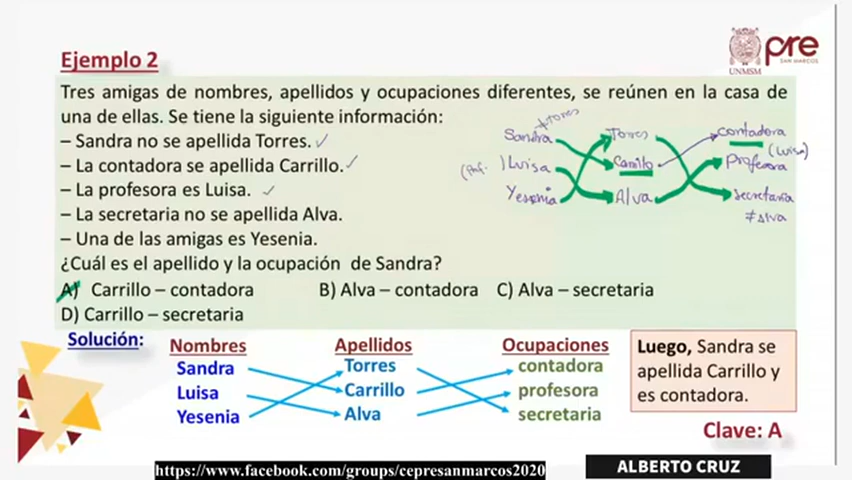 UNMSM
pre
SAN MARCOS
Ejemplo 2
Tres amigas de nombres, apellidos y ocupaciones diferentes, se reúnen en la casa de
una de ellas. Se tiene la siguiente información:
– Sandra no se apellida Torres.
– La contadora se apellida Carrillo.
– La profesora es Luisa.
– La secretaria no se apellida Alva.
– Una de las amigas es Yesenia.
≠Torres
Sandra Torres contadora
(Prof. ) Luisa Carrillo (Luisa) Profesora
Yesenia Alva secretaria
≠ Alva
¿Cuál es el apellido y la ocupación de Sandra?
A) Carrillo – contadora B) Alva – contadora C) Alva – secretaria
D) Carrillo – secretaria
Solución:
Nombres Apellidos Ocupaciones
Sandra Torres contadora
Luisa Carrillo profesora
Yesenia Alva secretaria
Luego, Sandra se
apellida Carrillo y
es contadora.
Clave: A
https://www.facebook.com/groups/cepresanmarcos2020
ALBERTO CRUZ